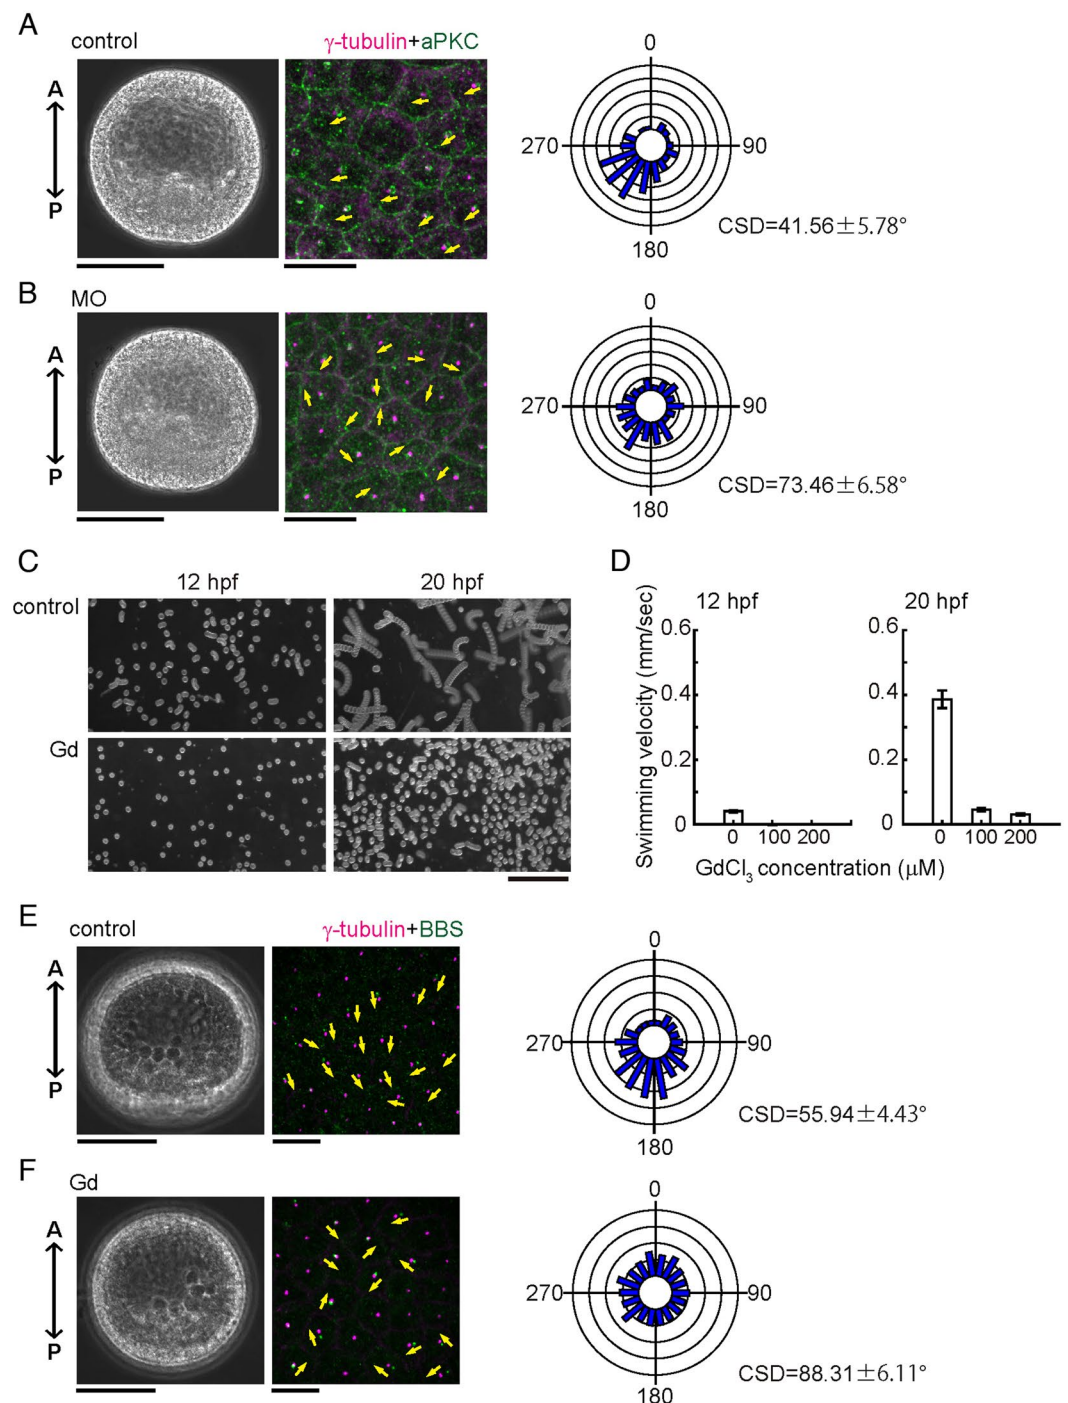 A
control
γ-tubulin+aPKC
A
P
0
270
90
180
CSD=41.56±5.78°
B
MO
A
P
0
270
90
180
CSD=73.46±6.58°
C
12 hpf
20 hpf
control
Gd
D
12 hpf
20 hpf
Swimming velocity (mm/sec)
0.6
0.4
0.2
0
0 100 200
0.6
0.4
0.2
0
0 100 200
GdCl3 concentration (μM)
E
control
γ-tubulin+BBS
A
P
0
270
90
180
CSD=55.94±4.43°
F
Gd
A
P
0
270
90
180
CSD=88.31±6.11°